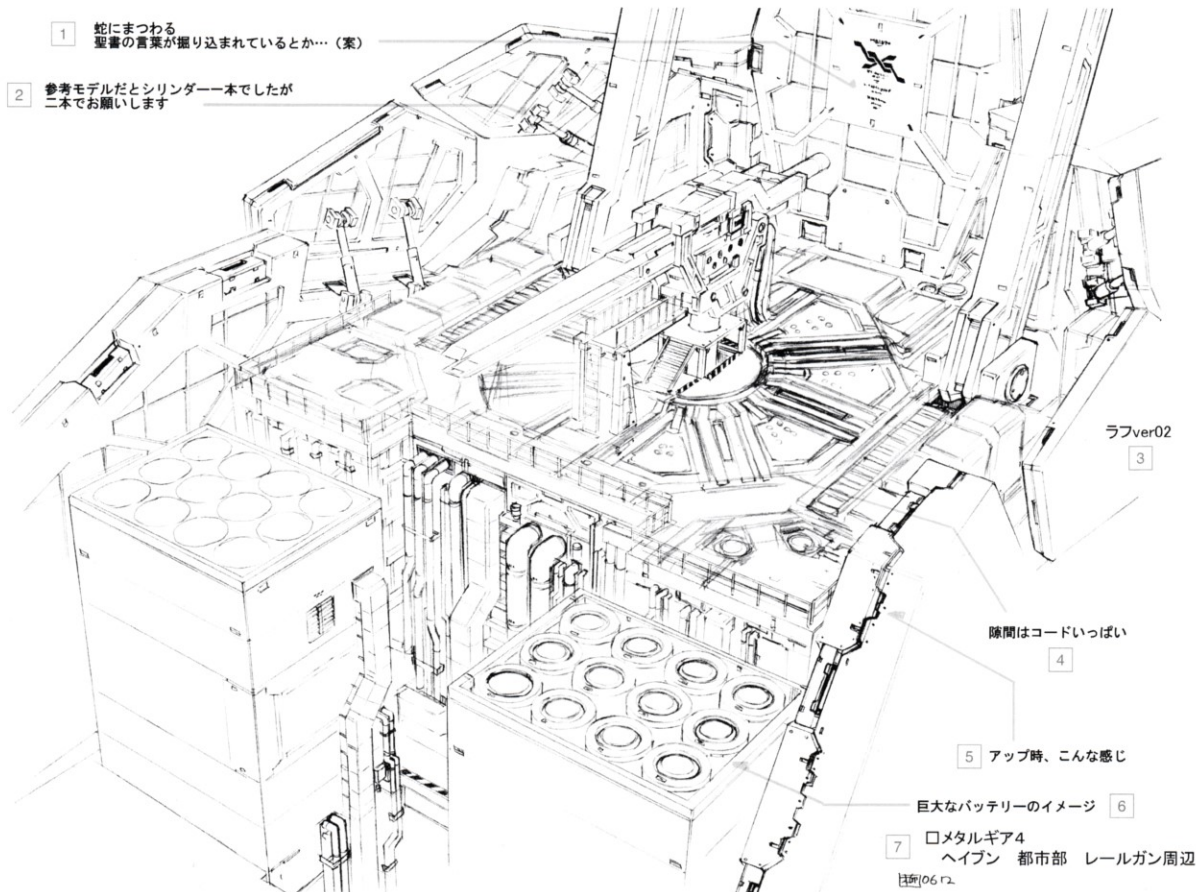 1 蛇にまつわる
聖書の言葉が掘り込まれているとか…（案）
2 参考モデルだとシリンダー一本でしたが
二本でお願いします
ラフver02
3
隙間はコードいっぱい
4
5 アップ時、こんな感じ
巨大なバッテリーのイメージ 6
7 □メタルギア4
ヘイブン 都市部 レールガン周辺